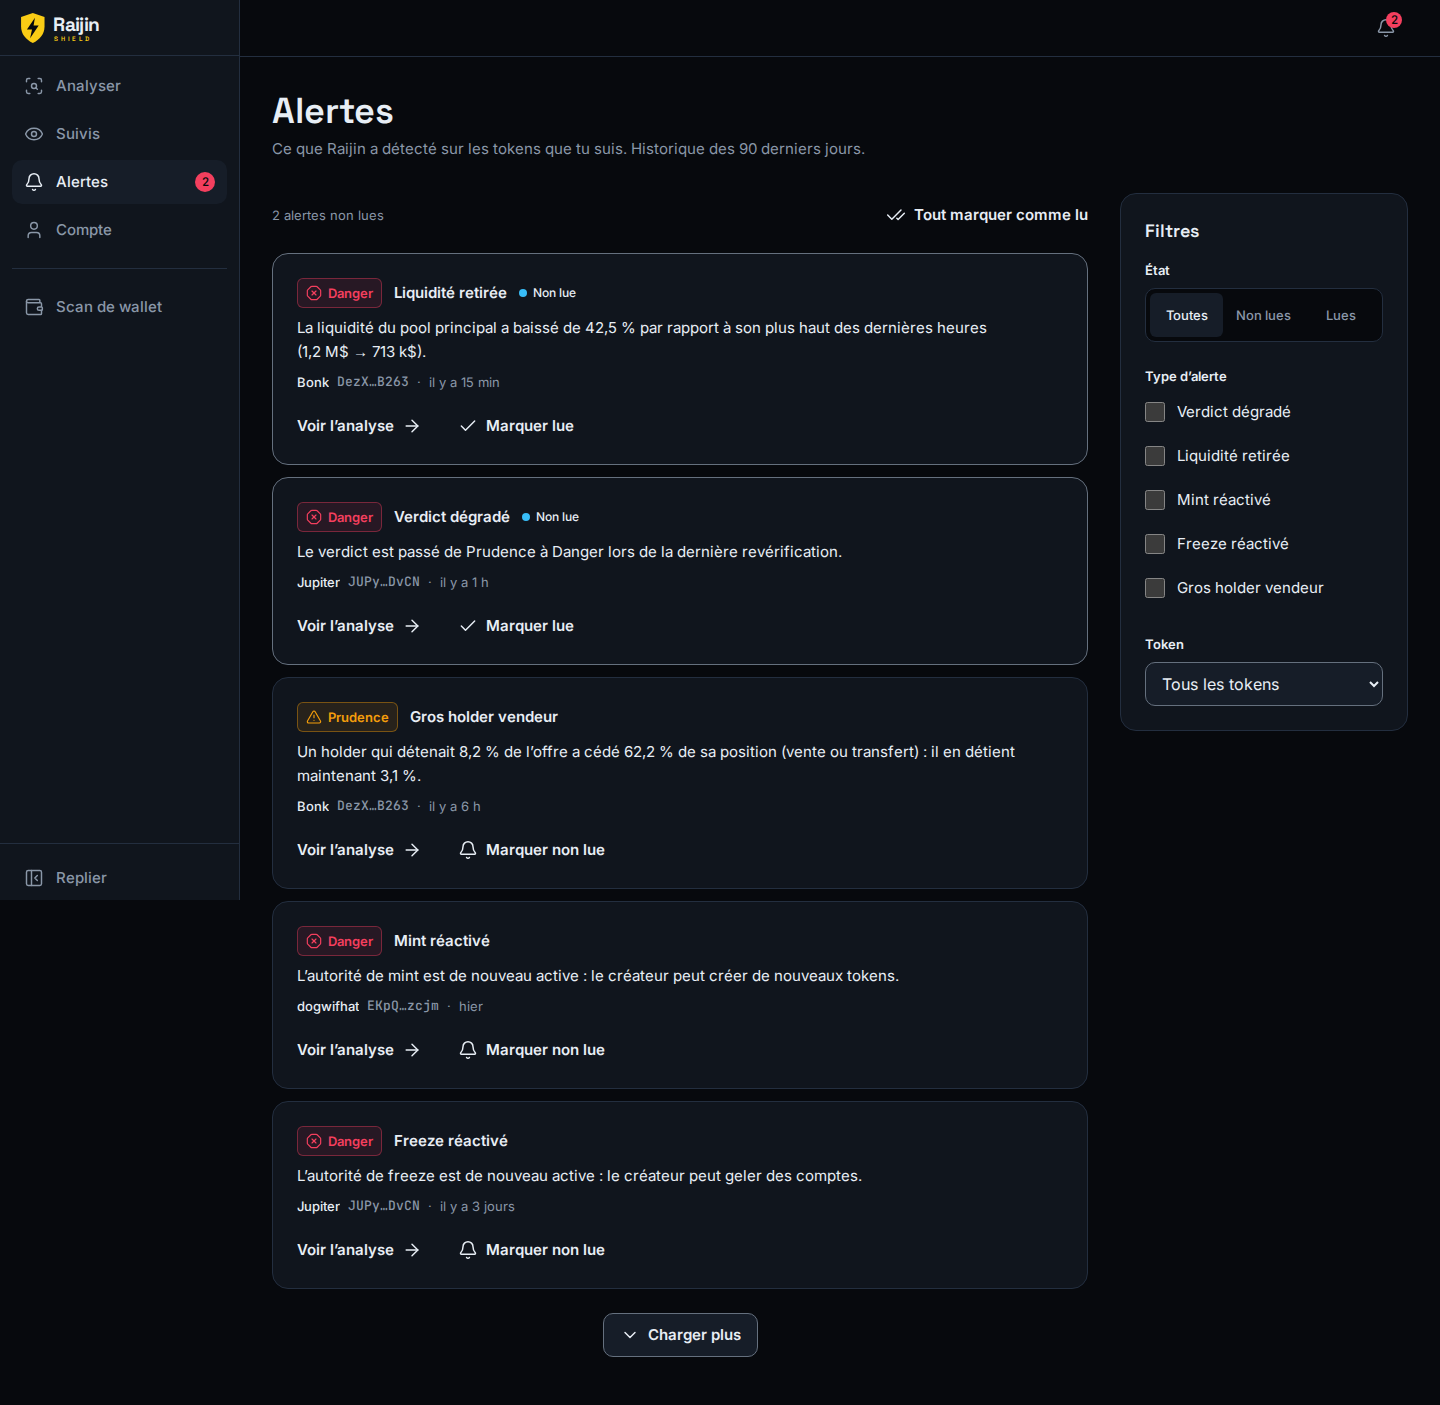 Raijin
SHIELD
2
Analyser
Suivis
Alertes
2
Compte
Scan de wallet
Replier
Alertes
Ce que Raijin a détecté sur les tokens que tu suis. Historique des 90 derniers jours.
2 alertes non lues
Tout marquer comme lu
Danger
Liquidité retirée
Non lue
La liquidité du pool principal a baissé de 42,5 % par rapport à son plus haut des dernières heures
(1,2 M$ → 713 k$).
Bonk DezX…B263 · il y a 15 min
Voir l’analyse
Marquer lue
Danger
Verdict dégradé
Non lue
Le verdict est passé de Prudence à Danger lors de la dernière revérification.
Jupiter JUPy…DvCN · il y a 1 h
Voir l’analyse
Marquer lue
Prudence
Gros holder vendeur
Un holder qui détenait 8,2 % de l’offre a cédé 62,2 % de sa position (vente ou transfert) : il en détient
maintenant 3,1 %.
Bonk DezX…B263 · il y a 6 h
Voir l’analyse
Marquer non lue
Danger
Mint réactivé
L’autorité de mint est de nouveau active : le créateur peut créer de nouveaux tokens.
dogwifhat EKpQ…zcjm · hier
Voir l’analyse
Marquer non lue
Danger
Freeze réactivé
L’autorité de freeze est de nouveau active : le créateur peut geler des comptes.
Jupiter JUPy…DvCN · il y a 3 jours
Voir l’analyse
Marquer non lue
Charger plus
Filtres
État
Toutes
Non lues
Lues
Type d’alerte
Verdict dégradé
Liquidité retirée
Mint réactivé
Freeze réactivé
Gros holder vendeur
Token
Tous les tokens